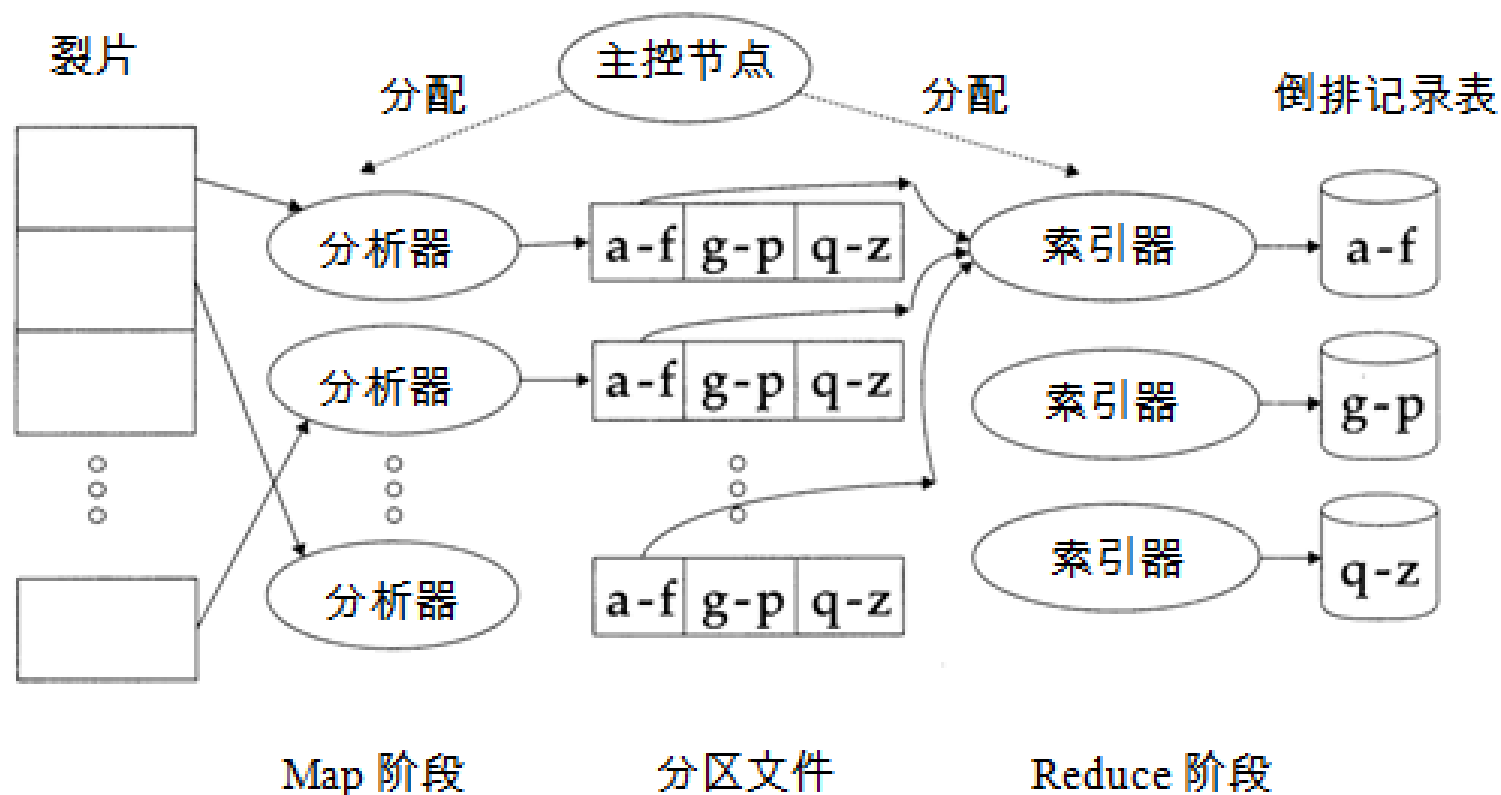 裂片
主控节点
分配
分配
倒排记录表
分析器
a-f g-p q-z
索引器
a-f
分析器
a-f g-p q-z
索引器
g-p
分析器
a-f g-p q-z
索引器
q-z
Map 阶段
分区文件
Reduce 阶段